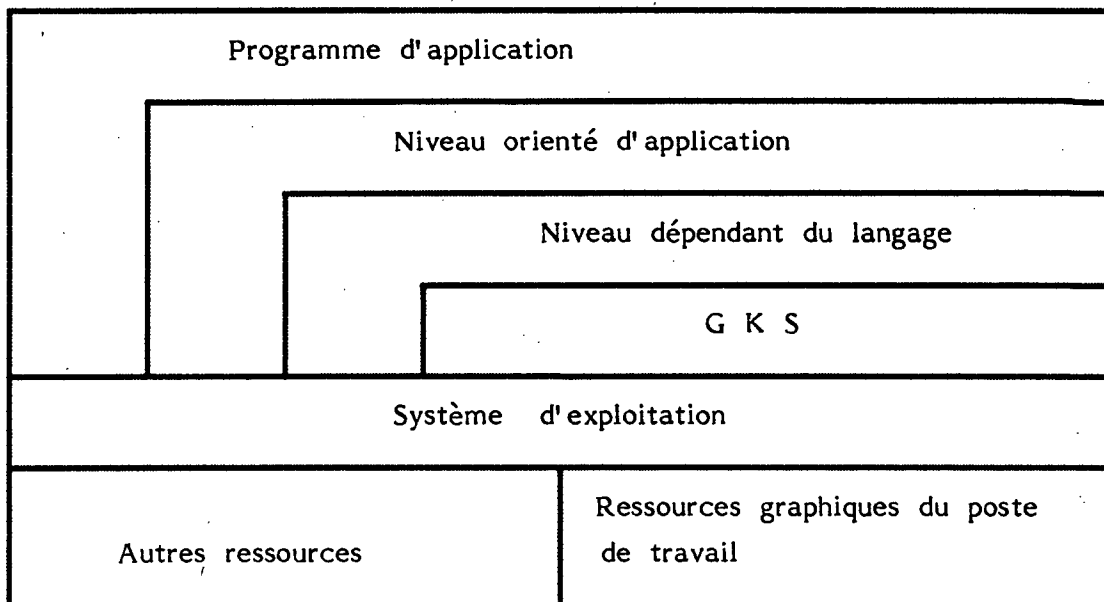 Programme d'application
Niveau orienté d'application
Niveau dépendant du langage
G K S
Système d'exploitation
Ressources graphiques du poste
de travail
Autres ressources